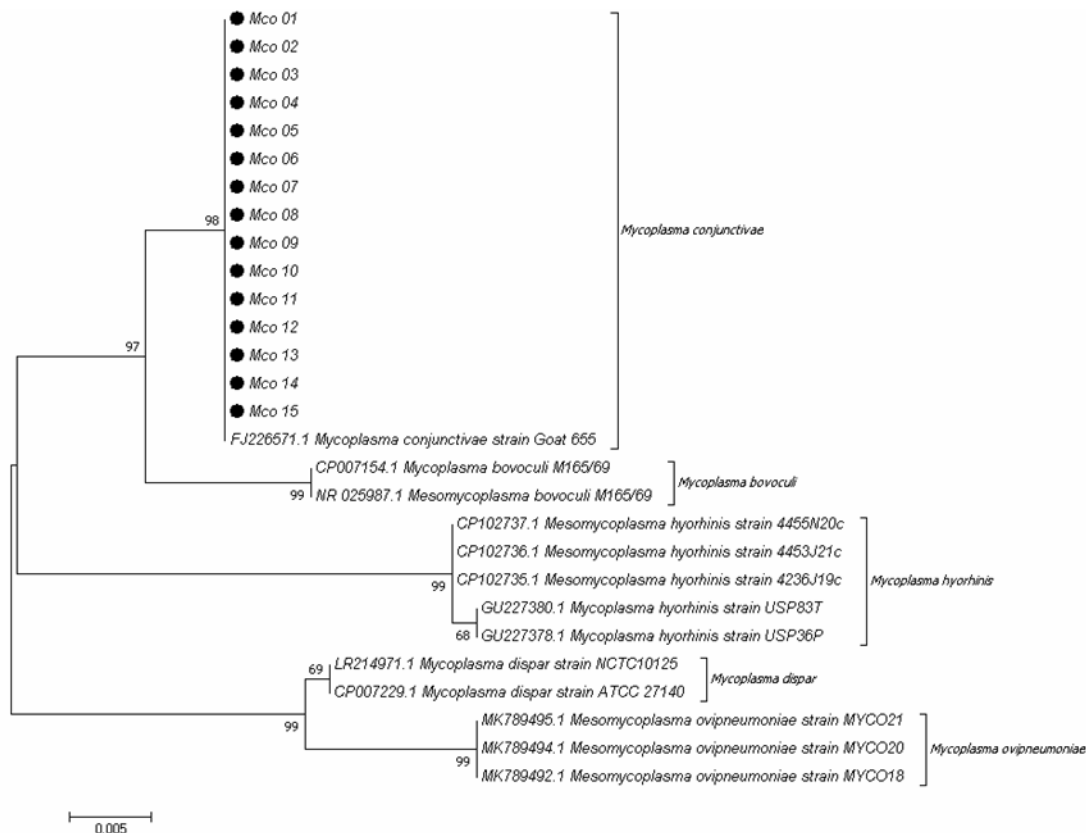 Mco 01
Mco 02
Mco 03
Mco 04
Mco 05
Mco 06
Mco 07
Mco 08
98
Mycoplasma conjunctivae
Mco 09
Mco 10
Mco 11
Mco 12
97
Mco 13
Mco 14
Mco 15
FJ226571.1 Mycoplasma conjunctivae strain Goat 655
CP007154.1 Mycoplasma bovoculi M165/69
Mycoplasma bovoculi
99
NR 025987.1 Mesomycoplasma bovoculi M165/69
CP102737.1 Mesomycoplasma hyorhinis strain 4455N20c
CP102736.1 Mesomycoplasma hyorhinis strain 4453J21c
CP102735.1 Mesomycoplasma hyorhinis strain 4236J19c
Mycoplasma hyorhinis
99
GU227380.1 Mycoplasma hyorhinis strain USP83T
68
GU227378.1 Mycoplasma hyorhinis strain USP36P
69
LR214971.1 Mycoplasma dispar strain NCTC10125
Mycoplasma dispar
CP007229.1 Mycoplasma dispar strain ATCC 27140
99
MK789495.1 Mesomycoplasma ovipneumoniae strain MYCO21
MK789494.1 Mesomycoplasma ovipneumoniae strain MYCO20
Mycoplasma ovipneumoniae
99
MK789492.1 Mesomycoplasma ovipneumoniae strain MYCO18
0.005